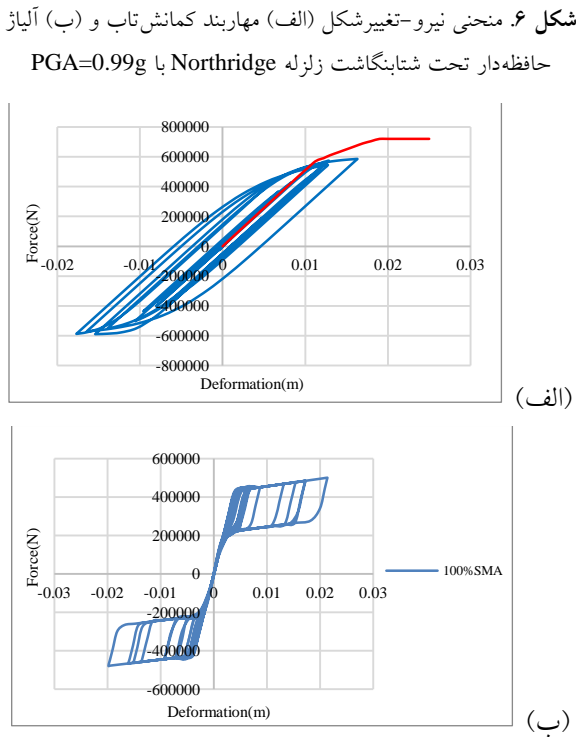 شکل ۶. منحنی نیرو-تغییرشکل (الف) مهاربند کمانش‌تاب و (ب) آلیاژ
حافظه‌دار تحت شتابنگاشت زلزله Northridge با PGA=0.99g
800000
600000
400000
200000
0
-0.02 -0.01 0 0.01 0.02 0.03
-200000
-400000
-600000
-800000
Force(N)
Deformation(m)
(الف)
600000
400000
200000
0
-0.03 -0.02 -0.01 0 0.01 0.02 0.03
-200000
-400000
-600000
Force(N)
Deformation(m)
100%SMA
(ب)